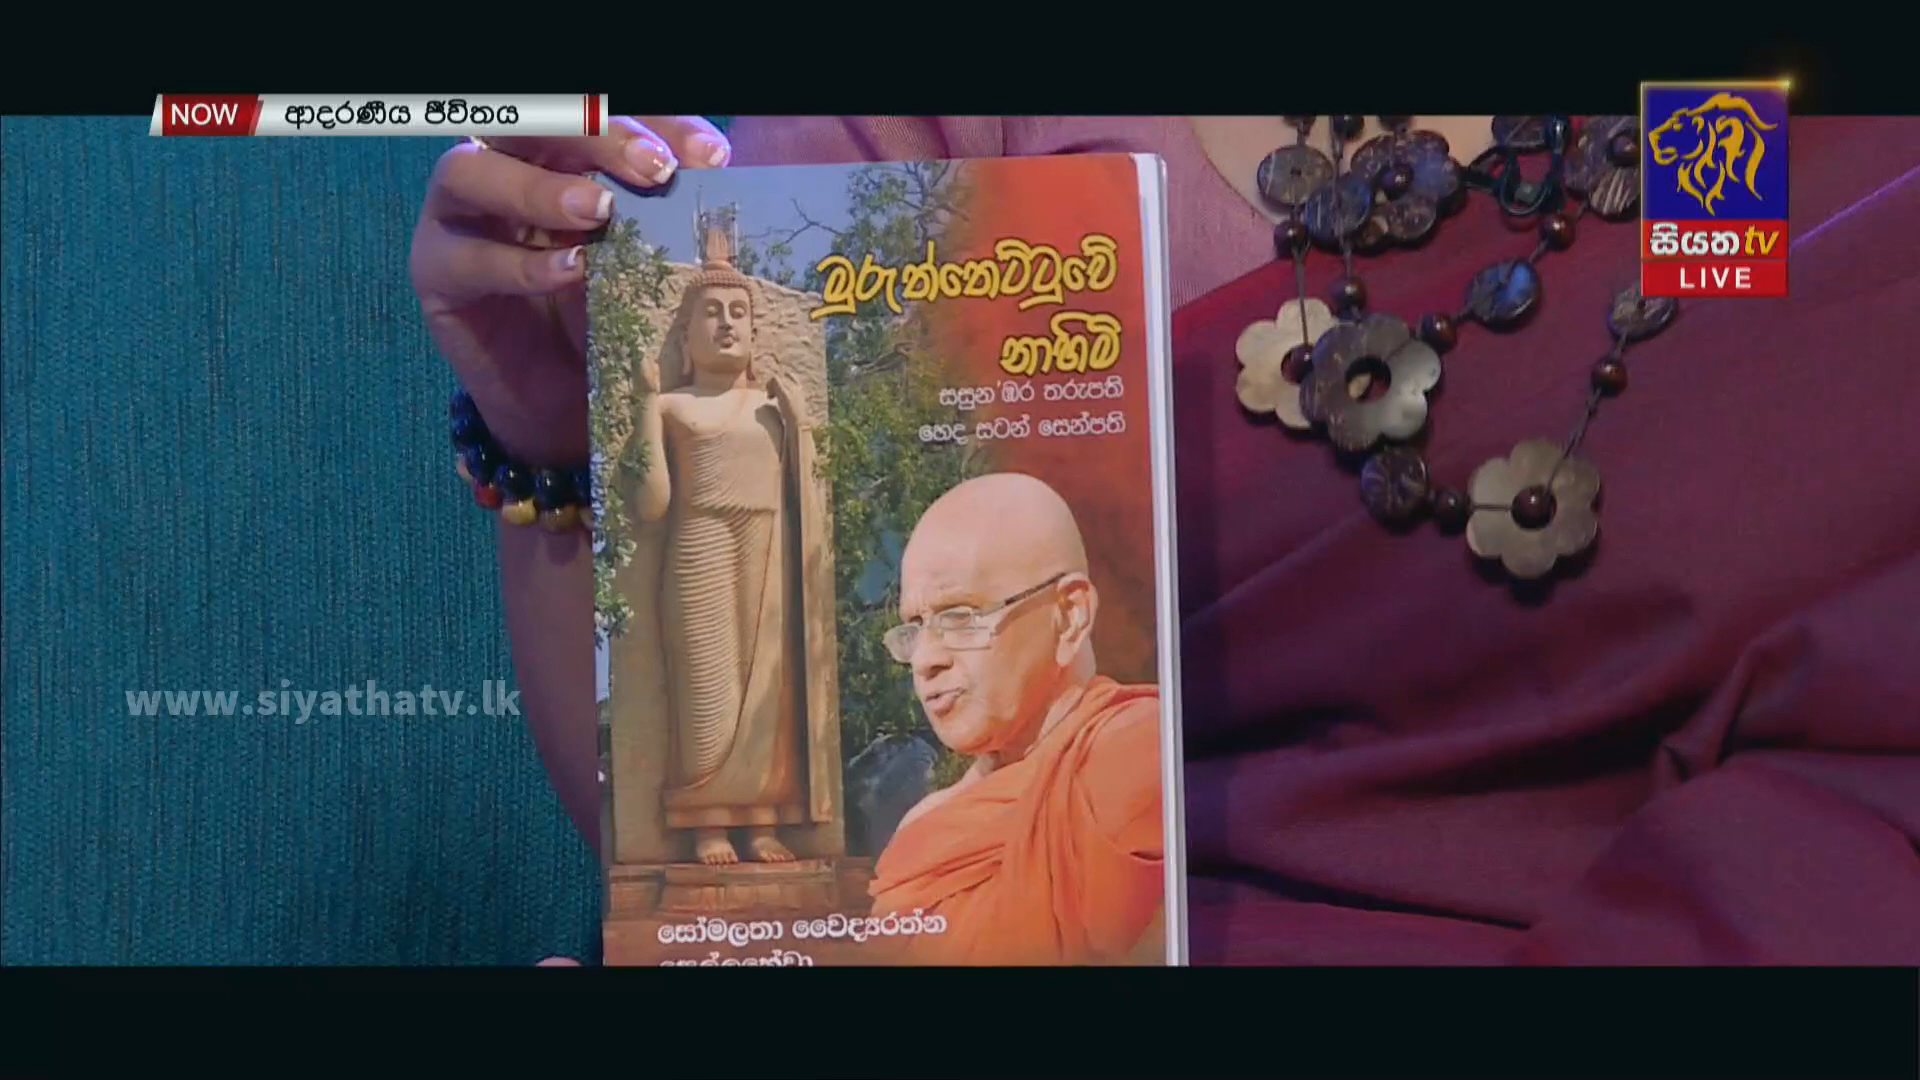 NOW ආදරණීය ජීවිතය
සියත tv
LIVE
මුරුත්තෙට්ටුවේ
නාහිමි
සසුන'ඹර තරුපති
හෙද සටන් සෙන්පති
www.siyathatv.lk
සෝමලතා වෛද්‍යරත්න